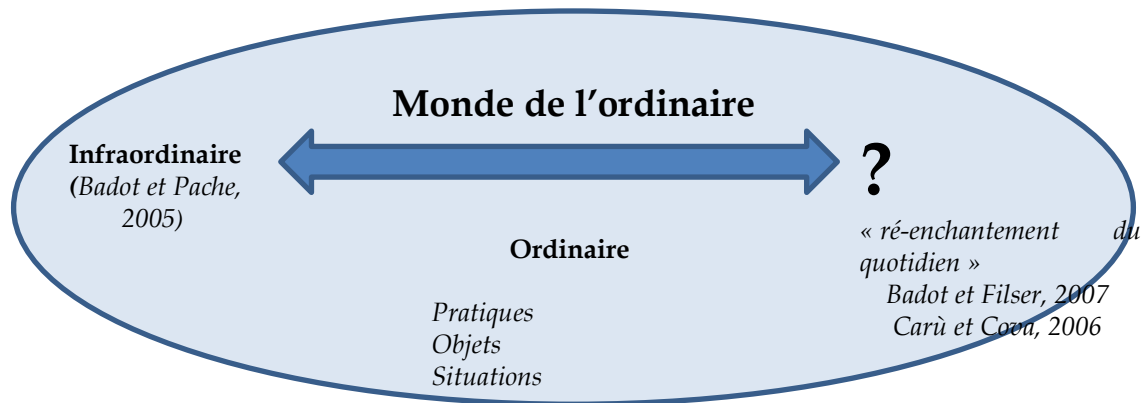 Monde de l’ordinaire
Infraordinaire
(Badot et Pache,
2005)
?
« ré-enchantement du
quotidien »
Badot et Filser, 2007
Carù et Cova, 2006
Ordinaire
Pratiques
Objets
Situations